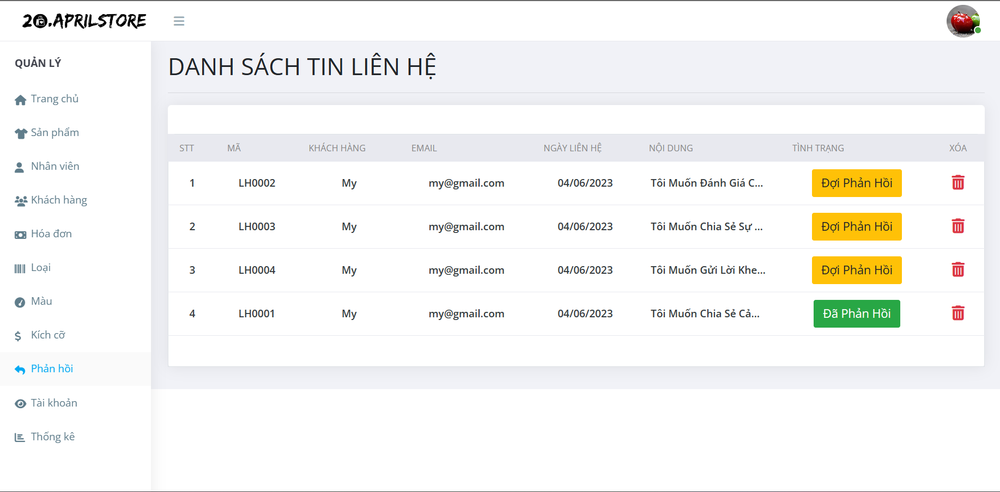 20.APRILSTORE
QUẢN LÝ
Trang chủ
Sản phẩm
Nhân viên
Khách hàng
Hóa đơn
Loại
Màu
Kích cỡ
Phản hồi
Tài khoản
Thống kê
DANH SÁCH TIN LIÊN HỆ
STT MÃ KHÁCH HÀNG EMAIL NGÀY LIÊN HỆ NỘI DUNG TÌNH TRẠNG XÓA
1 LH0002 My my@gmail.com 04/06/2023 Tôi Muốn Đánh Giá C... Đợi Phản Hồi
2 LH0003 My my@gmail.com 04/06/2023 Tôi Muốn Chia Sẻ Sự ... Đợi Phản Hồi
3 LH0004 My my@gmail.com 04/06/2023 Tôi Muốn Gửi Lời Khe... Đợi Phản Hồi
4 LH0001 My my@gmail.com 04/06/2023 Tôi Muốn Chia Sẻ Cả... Đã Phản Hồi